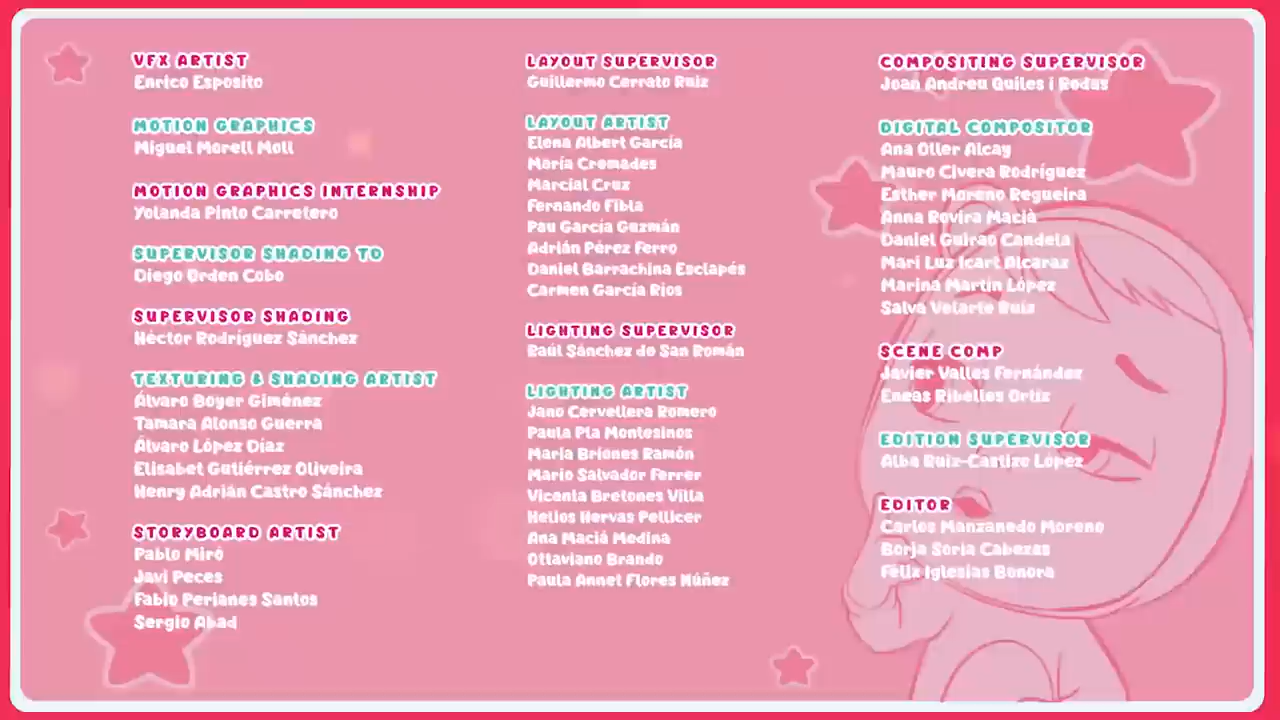 VFX ARTIST
Enrico Esposito
MOTION GRAPHICS
Miguel Morell Moll
MOTION GRAPHICS INTERNSHIP
Yolanda Pinto Carretero
SUPERVISOR SHADING TO
Diego Orden Cobo
SUPERVISOR SHADING
Héctor Rodríguez Sánchez
TEXTURING & SHADING ARTIST
Álvaro Boyer Giménez
Tamara Alonso Guerra
Álvaro López Díaz
Elisabet Gutiérrez Oliveira
Henry Adrián Castro Sánchez
STORYBOARD ARTIST
Pablo Miró
Javi Peces
Fabio Perianes Santos
Sergio Abad
LAYOUT SUPERVISOR
Guillermo Cerrato Ruiz
LAYOUT ARTIST
Elena Albert García
María Cremades
Marcial Cruz
Fernando Fibla
Pau García Guzmán
Adrián Pérez Ferro
Daniel Barrachina Esclapés
Carmen García Rios
LIGHTING SUPERVISOR
Raúl Sánchez de San Román
LIGHTING ARTIST
Jano Cervellera Romero
Paula Pla Montesinos
María Briones Ramón
Mario Salvador Ferrer
Vicenta Bretones Villa
Helios Hervas Pellicer
Ana Maciá Medina
Ottaviano Brando
Paula Annet Flores Núñez
COMPOSITING SUPERVISOR
Joan Andreu Quiles i Rodas
DIGITAL COMPOSITOR
Ana Oller Alcay
Mauro Civera Rodríguez
Esther Moreno Regueira
Anna Rovira Macià
Daniel Guirao Candela
Mari Luz Icart Alcaraz
Marina Martín López
Salva Velarte Ruiz
SCENE COMP
Javier Valles Fernández
Eneas Ribelles Ortiz
EDITION SUPERVISOR
Alba Ruiz-Castizo López
EDITOR
Carlos Manzanedo Moreno
Borja Soria Cabezas
Félix Iglesias Bonora